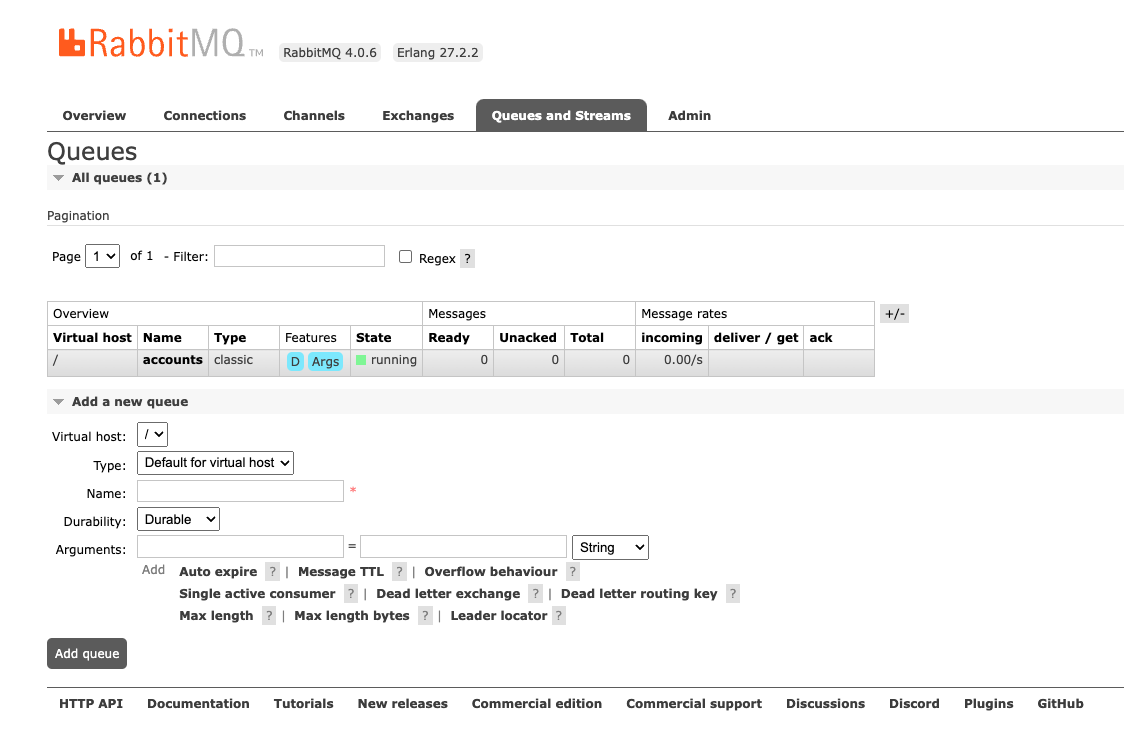 RabbitMQ TM RabbitMQ 4.0.6 Erlang 27.2.2
Overview Connections Channels Exchanges Queues and Streams Admin
Queues
All queues (1)
Pagination
Page 1 of 1 - Filter: Regex ?
Overview Messages Message rates +/-
Virtual host Name Type Features State Ready Unacked Total incoming deliver / get ack
/ accounts classic D Args running 0 0 0 0.00/s
Add a new queue
Virtual host: /
Type: Default for virtual host
Name: *
Durability: Durable
Arguments: = String
Add Auto expire ? | Message TTL ? | Overflow behaviour ?
Single active consumer ? | Dead letter exchange ? | Dead letter routing key ?
Max length ? | Max length bytes ? | Leader locator ?
Add queue
HTTP API Documentation Tutorials New releases Commercial edition Commercial support Discussions Discord Plugins GitHub